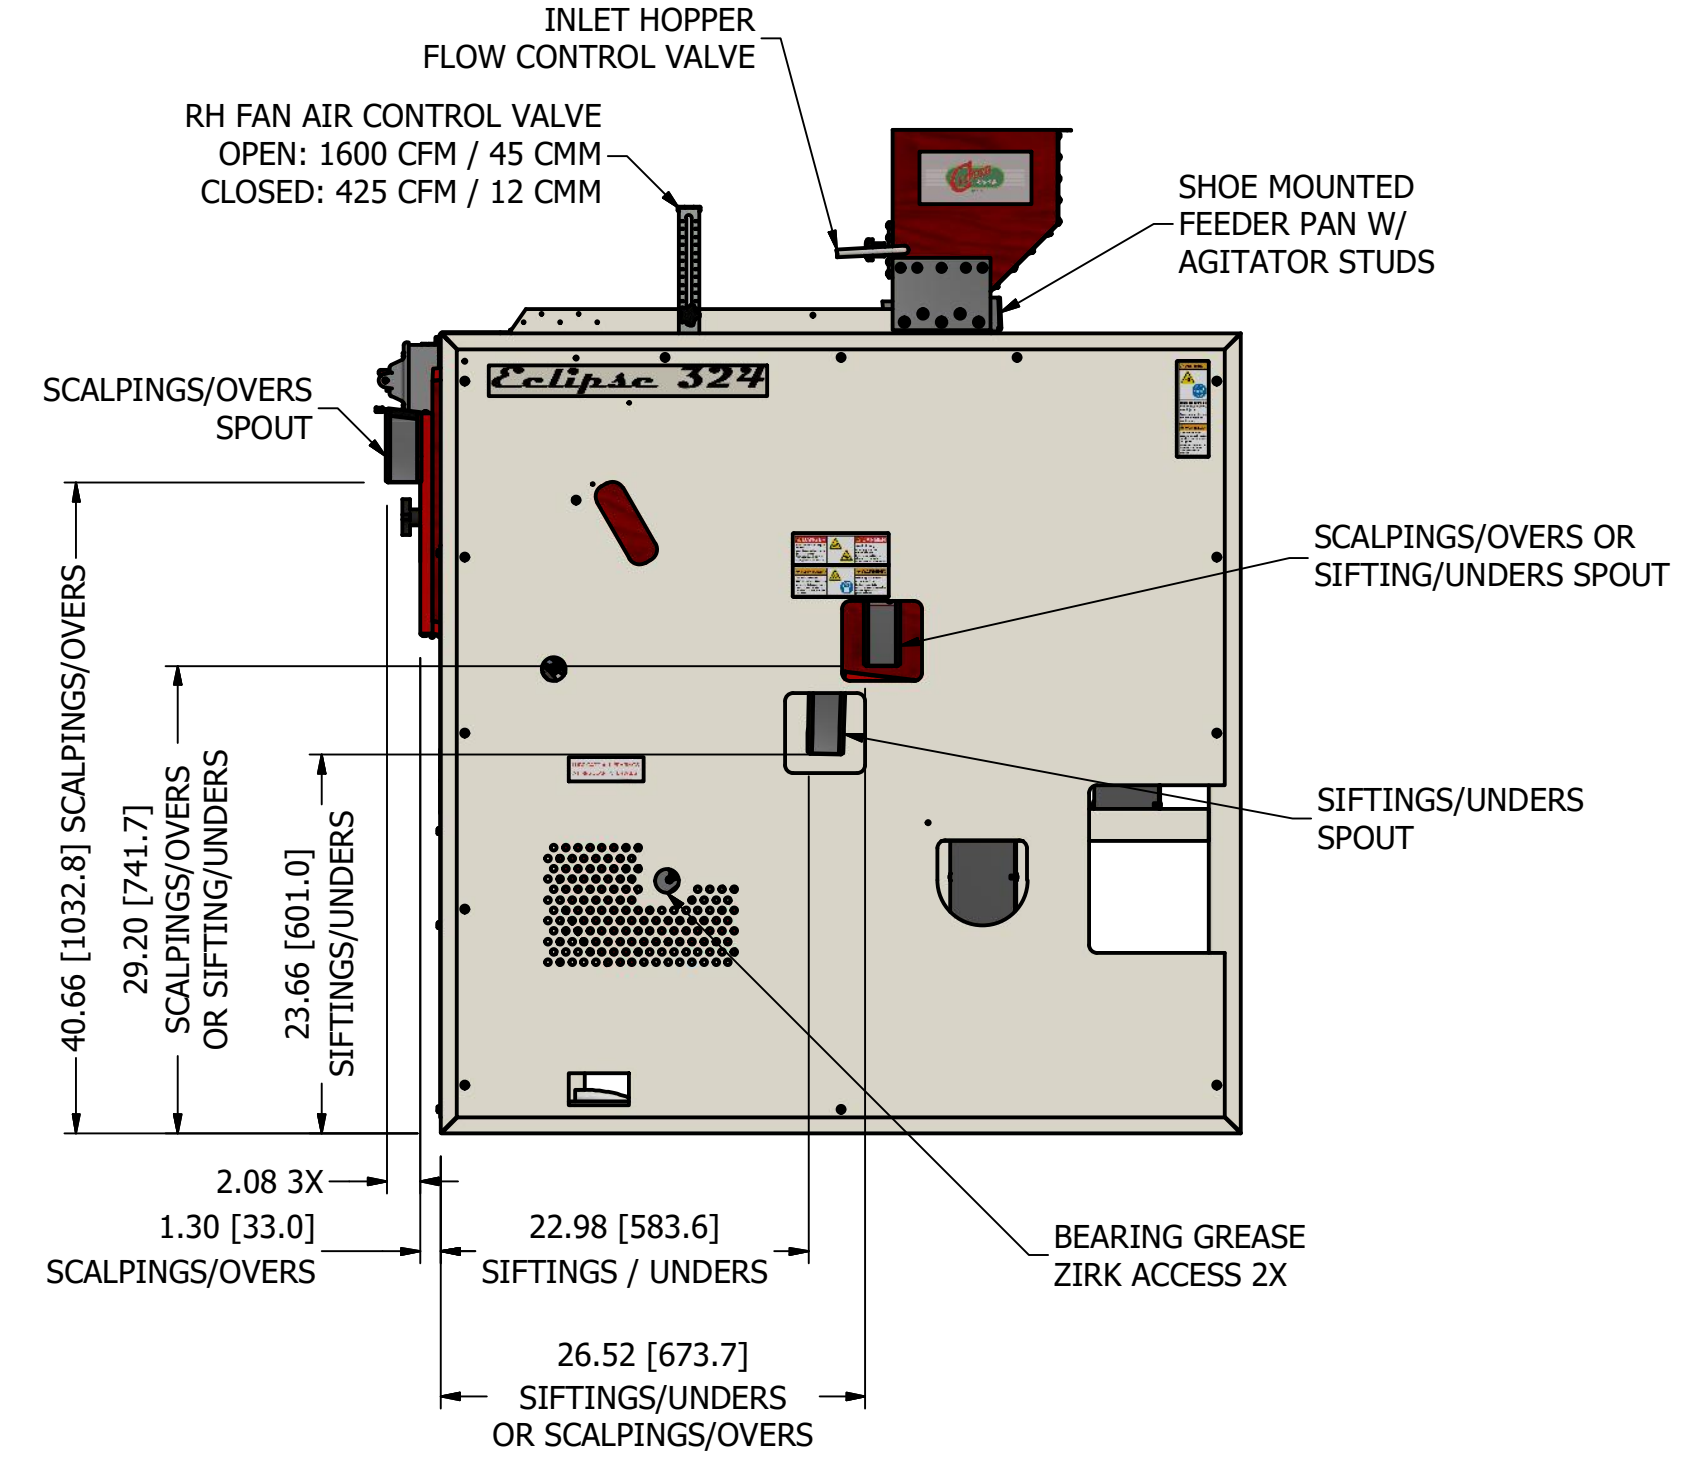 INLET HOPPER
FLOW CONTROL VALVE
RH FAN AIR CONTROL VALVE
OPEN: 1600 CFM / 45 CMM
CLOSED: 425 CFM / 12 CMM
SHOE MOUNTED
FEEDER PAN W/
AGITATOR STUDS
Eclipse 324
SCALPINGS/OVERS
SPOUT
SCALPINGS/OVERS OR
SIFTING/UNDERS SPOUT
SIFTINGS/UNDERS
SPOUT
40.66 [1032.8] SCALPINGS/OVERS
29.20 [741.7]
SCALPINGS/OVERS
OR SIFTING/UNDERS
23.66 [601.0]
SIFTINGS/UNDERS
2.08 3X
1.30 [33.0]
SCALPINGS/OVERS
22.98 [583.6]
SIFTINGS / UNDERS
26.52 [673.7]
SIFTINGS/UNDERS
OR SCALPINGS/OVERS
BEARING GREASE
ZIRK ACCESS 2X